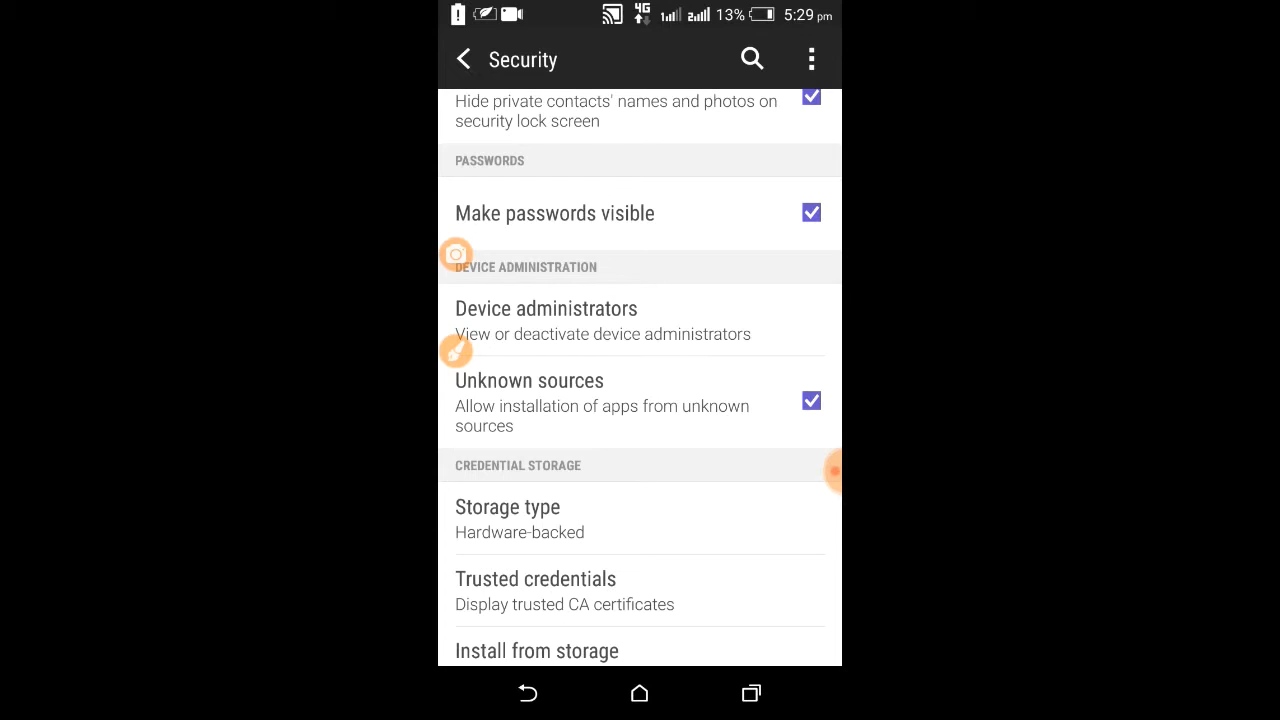 4G 13% 5:29 pm
Security
Hide private contacts' names and photos on
security lock screen
PASSWORDS
Make passwords visible
DEVICE ADMINISTRATION
Device administrators
View or deactivate device administrators
Unknown sources
Allow installation of apps from unknown
sources
CREDENTIAL STORAGE
Storage type
Hardware-backed
Trusted credentials
Display trusted CA certificates
Install from storage